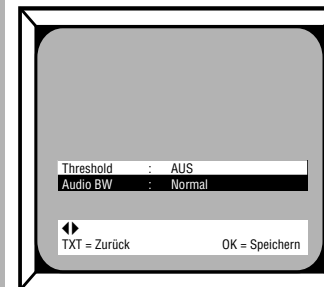 Threshold : AUS
Audio BW : Normal
TXT = Zurück OK = Speichern